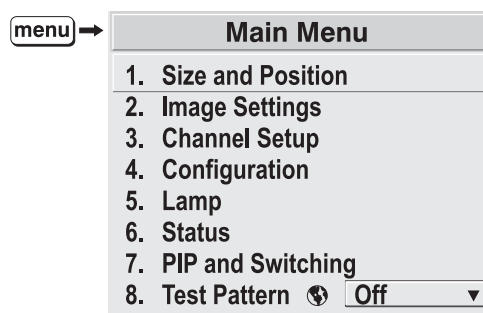 menu
Main Menu
1. Size and Position
2. Image Settings
3. Channel Setup
4. Configuration
5. Lamp
6. Status
7. PIP and Switching
8. Test Pattern Off